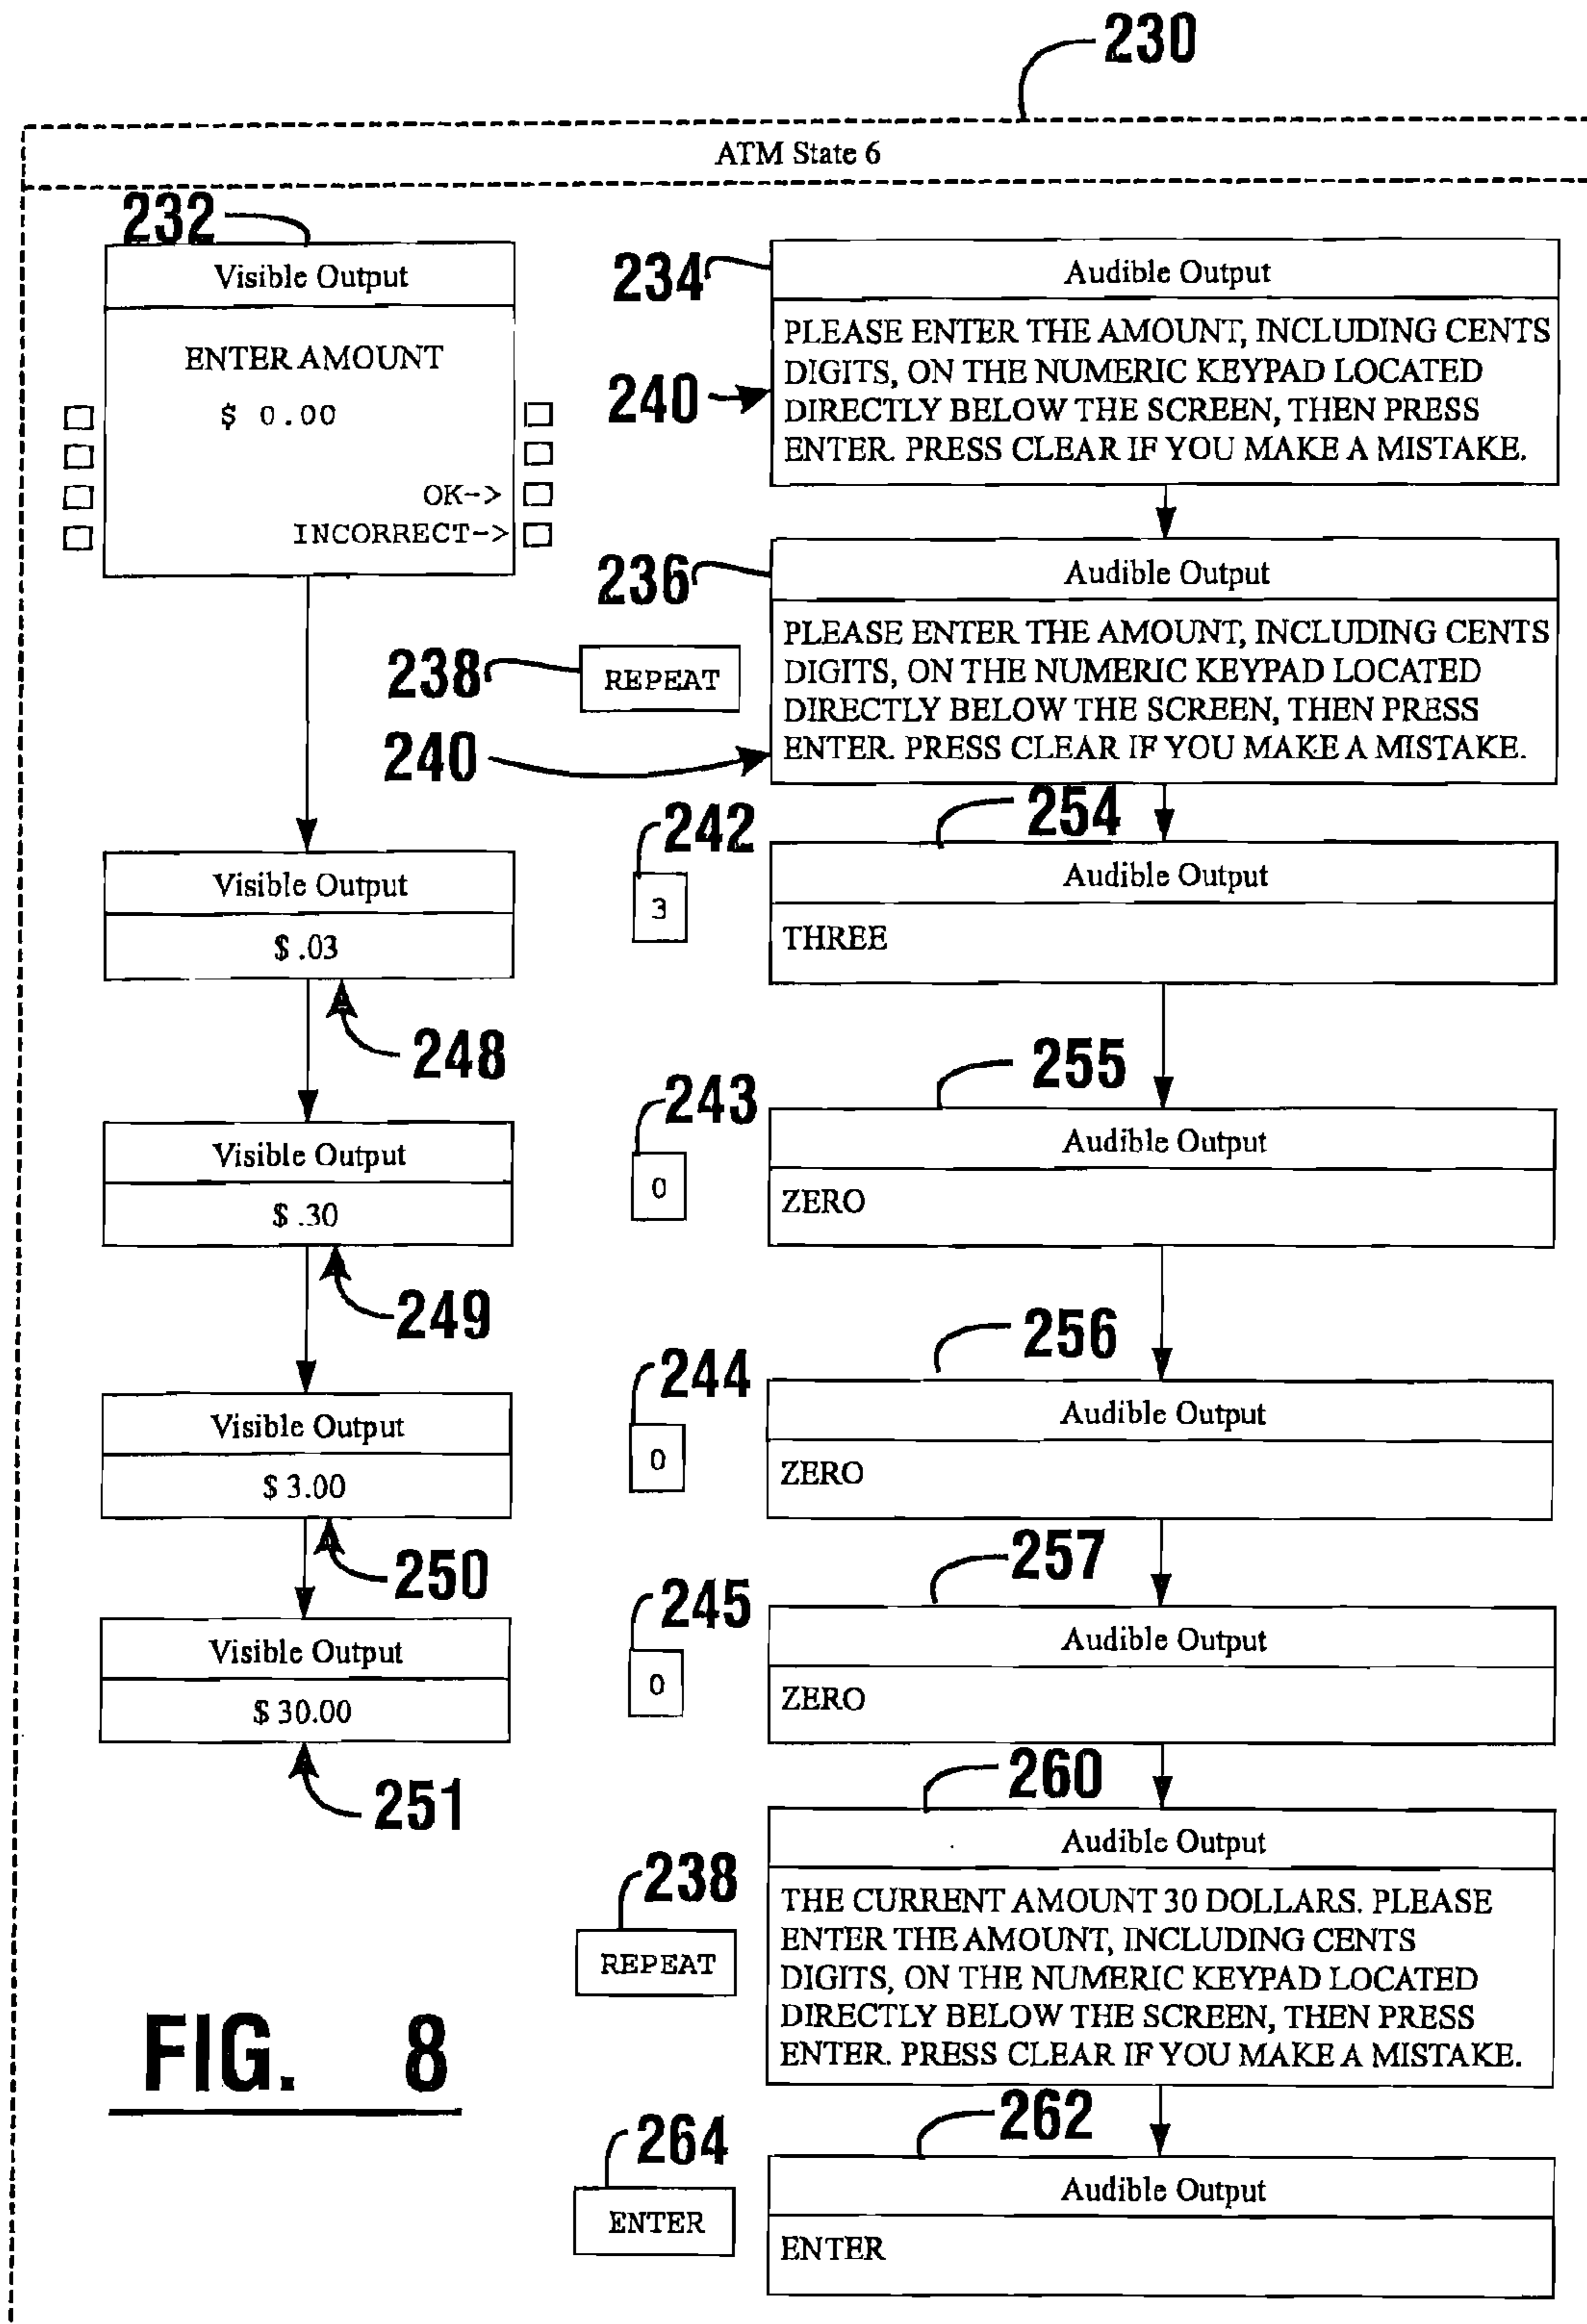 230
ATM State 6
232
Visible Output
ENTER AMOUNT
$ 0.00
OK->
INCORRECT->
234
Audible Output
240
PLEASE ENTER THE AMOUNT, INCLUDING CENTS
DIGITS, ON THE NUMERIC KEYPAD LOCATED
DIRECTLY BELOW THE SCREEN, THEN PRESS
ENTER. PRESS CLEAR IF YOU MAKE A MISTAKE.
236
Audible Output
238
REPEAT
240
PLEASE ENTER THE AMOUNT, INCLUDING CENTS
DIGITS, ON THE NUMERIC KEYPAD LOCATED
DIRECTLY BELOW THE SCREEN, THEN PRESS
ENTER. PRESS CLEAR IF YOU MAKE A MISTAKE.
Visible Output
$ .03
248
242
3
254
Audible Output
THREE
Visible Output
$ .30
249
243
0
255
Audible Output
ZERO
Visible Output
$ 3.00
250
244
0
256
Audible Output
ZERO
Visible Output
$ 30.00
251
245
0
257
Audible Output
ZERO
260
Audible Output
238
REPEAT
THE CURRENT AMOUNT 30 DOLLARS. PLEASE
ENTER THE AMOUNT, INCLUDING CENTS
DIGITS, ON THE NUMERIC KEYPAD LOCATED
DIRECTLY BELOW THE SCREEN, THEN PRESS
ENTER. PRESS CLEAR IF YOU MAKE A MISTAKE.
264
ENTER
262
Audible Output
ENTER
FIG. 8